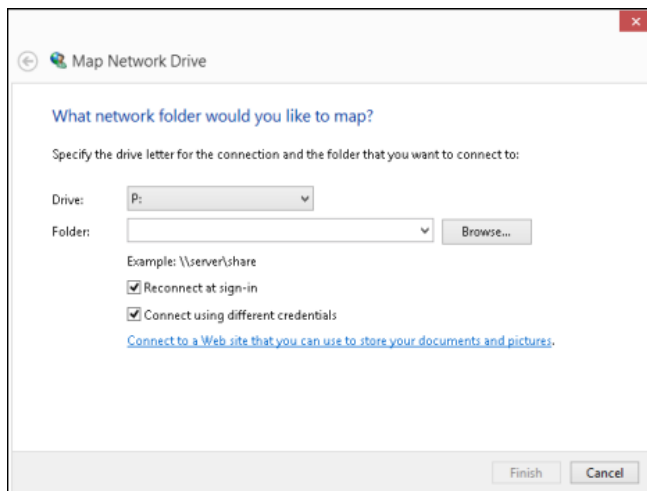 Map Network Drive
What network folder would you like to map?
Specify the drive letter for the connection and the folder that you want to connect to:
Drive: P:
Folder: Browse...
Example: \\server\share
Reconnect at sign-in
Connect using different credentials
Connect to a Web site that you can use to store your documents and pictures.
Finish Cancel